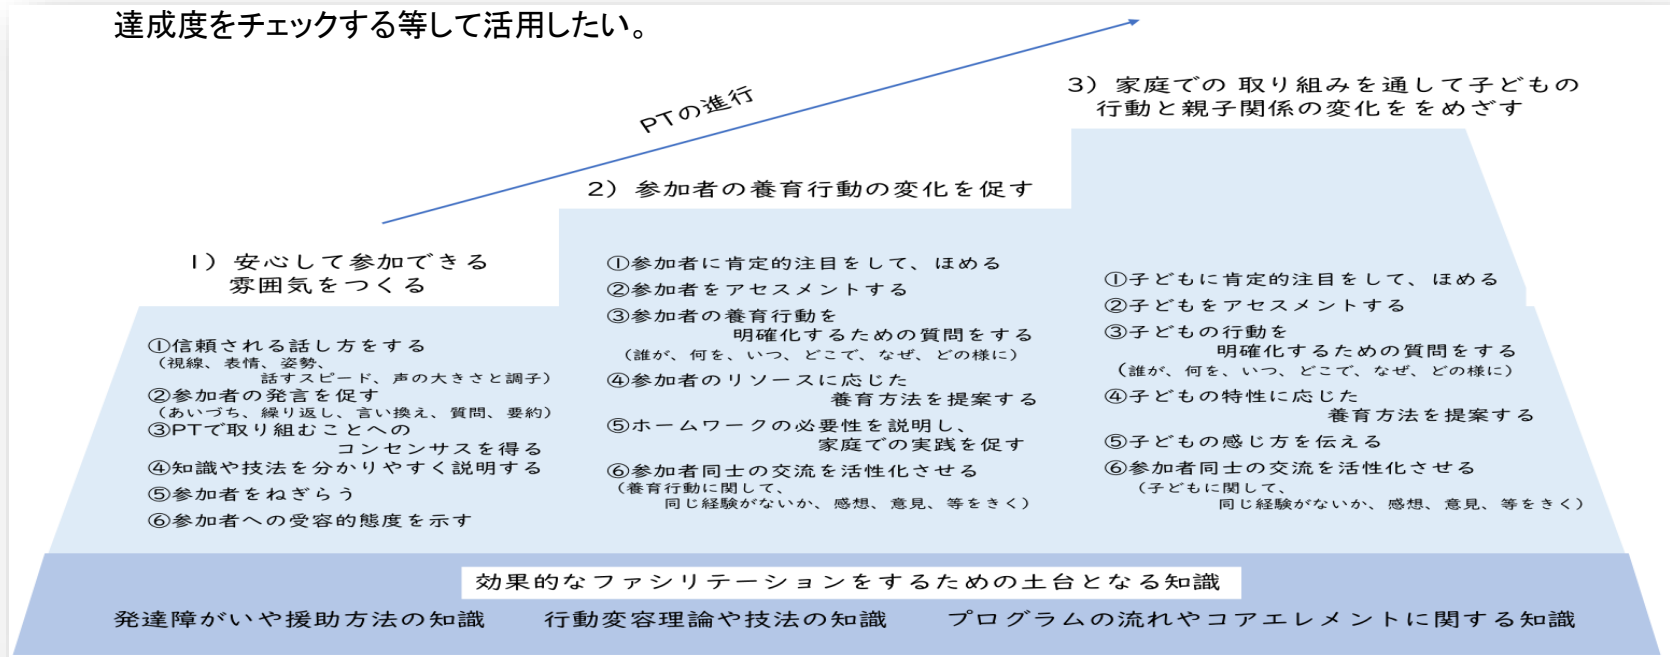 達成度をチェックする等して活用したい。
PTの進行
1）安心して参加できる
雰囲気をつくる
①信頼される話し方をする
（視線、表情、姿勢、
話すスピード、声の大きさと調子）
②参加者の発言を促す
（あいづち、繰り返し、言い換え、質問、要約）
③PTで取り組むことへの
コンセンサスを得る
④知識や技法を分かりやすく説明する
⑤参加者をねぎらう
⑥参加者への受容的態度を示す
2）参加者の養育行動の変化を促す
①参加者に肯定的注目をして、ほめる
②参加者をアセスメントする
③参加者の養育行動を
明確化するための質問をする
（誰が、何を、いつ、どこで、なぜ、どの様に）
④参加者のリソースに応じた
養育方法を提案する
⑤ホームワークの必要性を説明し、
家庭での実践を促す
⑥参加者同士の交流を活性化させる
（養育行動に関して、
同じ経験がないか、感想、意見、等をきく）
3）家庭での 取り組みを通して子どもの
行動と親子関係の変化ををめざす
①子どもに肯定的注目をして、ほめる
②子どもをアセスメントする
③子どもの行動を
明確化するための質問をする
（誰が、何を、いつ、どこで、なぜ、どの様に）
④子どもの特性に応じた
養育方法を提案する
⑤子どもの感じ方を伝える
⑥参加者同士の交流を活性化させる
（子どもに関して、
同じ経験がないか、感想、意見、等をきく）
効果的なファシリテーションをするための土台となる知識
発達障がいや援助方法の知識 行動変容理論や技法の知識 プログラムの流れやコアエレメントに関する知識